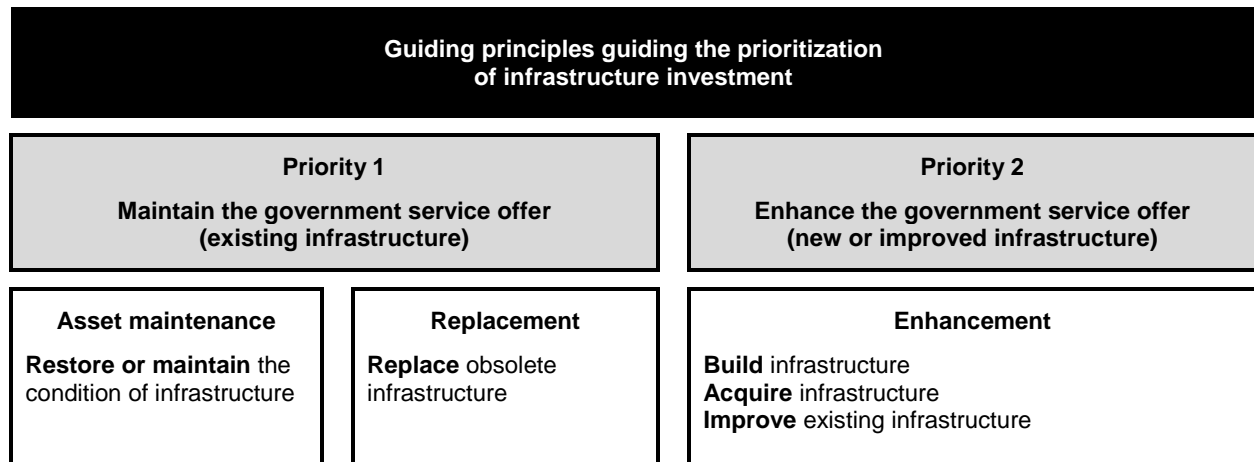 Guiding principles guiding the prioritization
of infrastructure investment
Priority 1
Maintain the government service offer
(existing infrastructure)
Priority 2
Enhance the government service offer
(new or improved infrastructure)
Asset maintenance
Restore or maintain the
condition of infrastructure
Replacement
Replace obsolete
infrastructure
Enhancement
Build infrastructure
Acquire infrastructure
Improve existing infrastructure